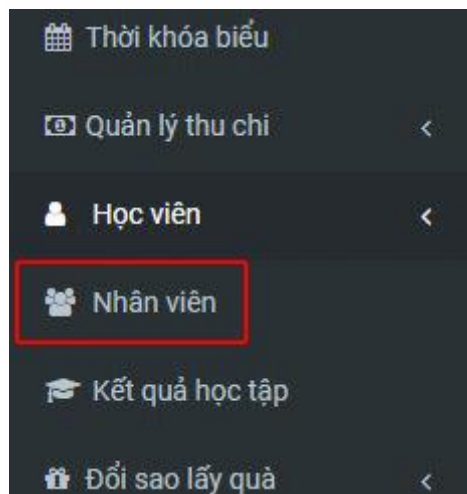 Thời khóa biểu
Quản lý thu chi
Học viên
Nhân viên
Kết quả học tập
Đổi sao lấy quà